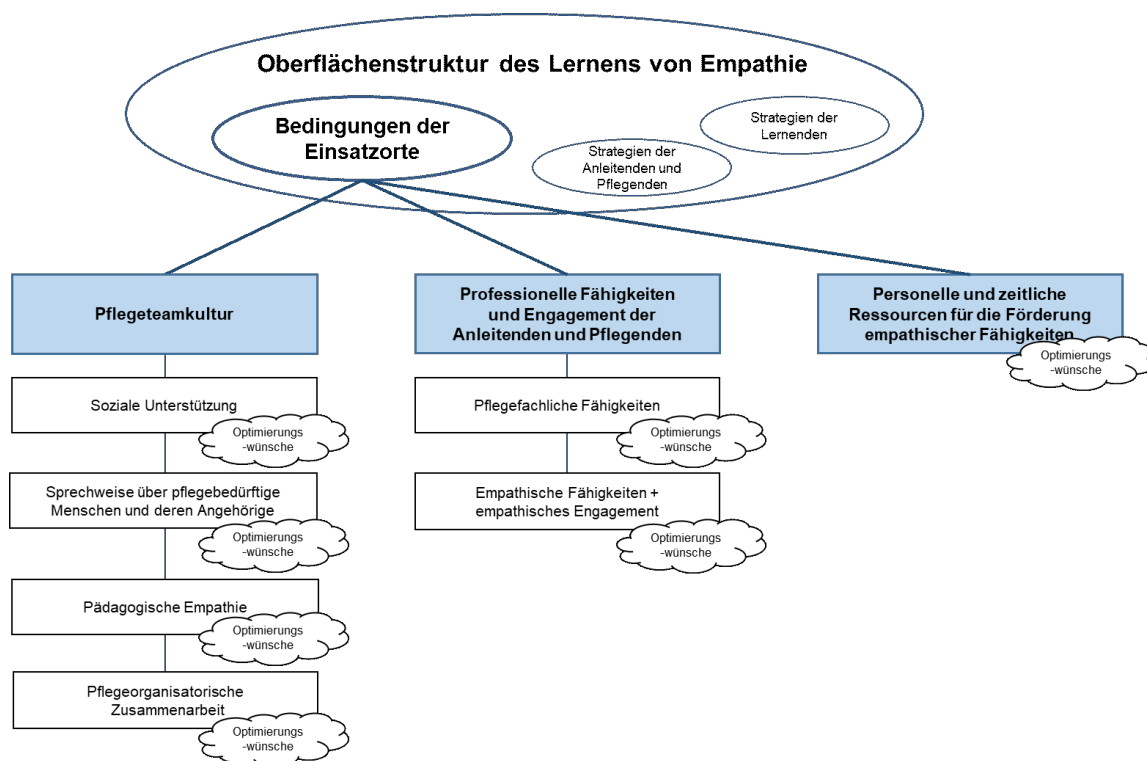 Oberflächenstruktur des Lernens von Empathie
Bedingungen der
Einsatzorte
Strategien der
Anleitenden und
Pflegenden
Strategien der
Lernenden
Pflegeteamkultur
Soziale Unterstützung
Optimierungs
-wünsche
Sprechweise über pflegebedürftige
Menschen und deren Angehörige
Optimierungs
-wünsche
Pädagogische Empathie
Optimierungs
-wünsche
Pflegeorganisatorische
Zusammenarbeit
Optimierungs
-wünsche
Professionelle Fähigkeiten
und Engagement der
Anleitenden und Pflegenden
Pflegefachliche Fähigkeiten
Optimierungs
-wünsche
Empathische Fähigkeiten +
empathisches Engagement
Optimierungs
-wünsche
Personelle und zeitliche
Ressourcen für die Förderung
empathischer Fähigkeiten
Optimierungs
-wünsche